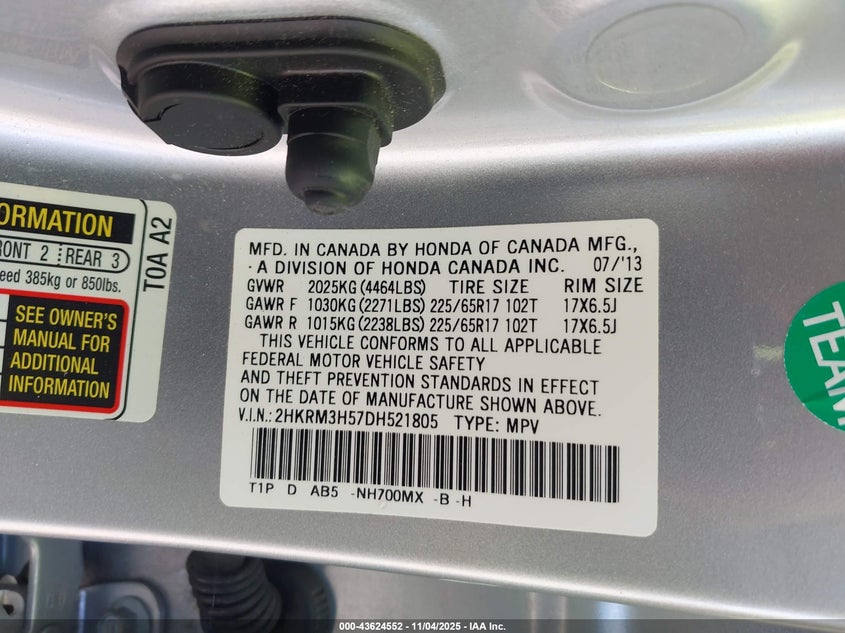 ORMATION
RONT 2 REAR 3
eed 385kg or 850lbs.
SEE OWNER'S
MANUAL FOR
ADDITIONAL
INFORMATION
T0A A2
MFD. IN CANADA BY HONDA OF CANADA MFG.,
A DIVISION OF HONDA CANADA INC. 07/'13
GVWR 2025KG (4464LBS) TIRE SIZE RIM SIZE
GAWR F 1030KG (2271LBS) 225/65R17 102T 17X6.5J
GAWR R 1015KG (2238LBS) 225/65R17 102T 17X6.5J
THIS VEHICLE CONFORMS TO ALL APPLICABLE
FEDERAL MOTOR VEHICLE SAFETY
AND THEFT PREVENTION STANDARDS IN EFFECT
ON THE DATE OF MANUFACTURE SHOWN ABOVE.
V.I.N.: 2HKRM3H57DH521805 TYPE: MPV
T1P D AB5 -NH700MX -B -H
TEAM
000-43624552 - 11/04/2025 - IAA Inc.